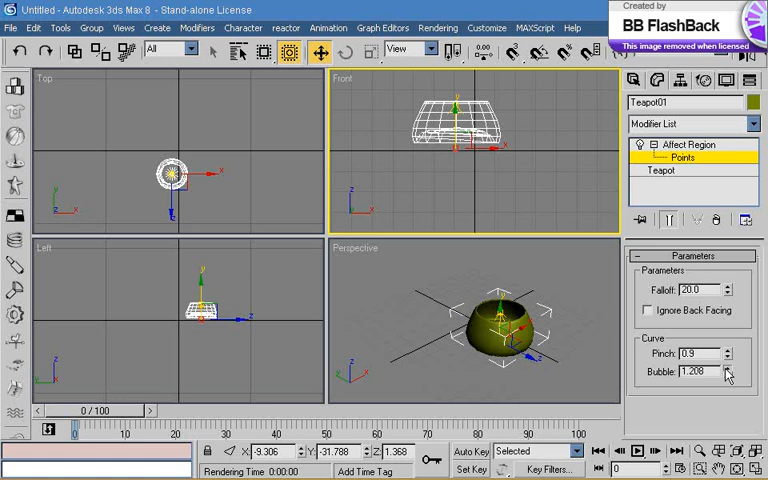 Untitled - Autodesk 3ds Max 8 - Stand-alone License
Created with
BB FlashBack
This image removed when licensed
File Edit Tools Group Views Create Modifiers Character reactor Animation Graph Editors Rendering Customize MAXScript Help
All
View
Top
Front
Left
Perspective
Teapot01
Modifier List
Affect Region
Points
Teapot
Parameters
Parameters
Falloff: 20.0
Ignore Back Facing
Curve
Pinch: 0.9
Bubble: 1.208
0 / 100
0 10 20 30 40 50 60 70 80 90 100
X: -9.306 Y: -31.788 Z: 1.368
Auto Key Selected
Rendering Time 0:00:00 Add Time Tag
Set Key Key Filters... 0